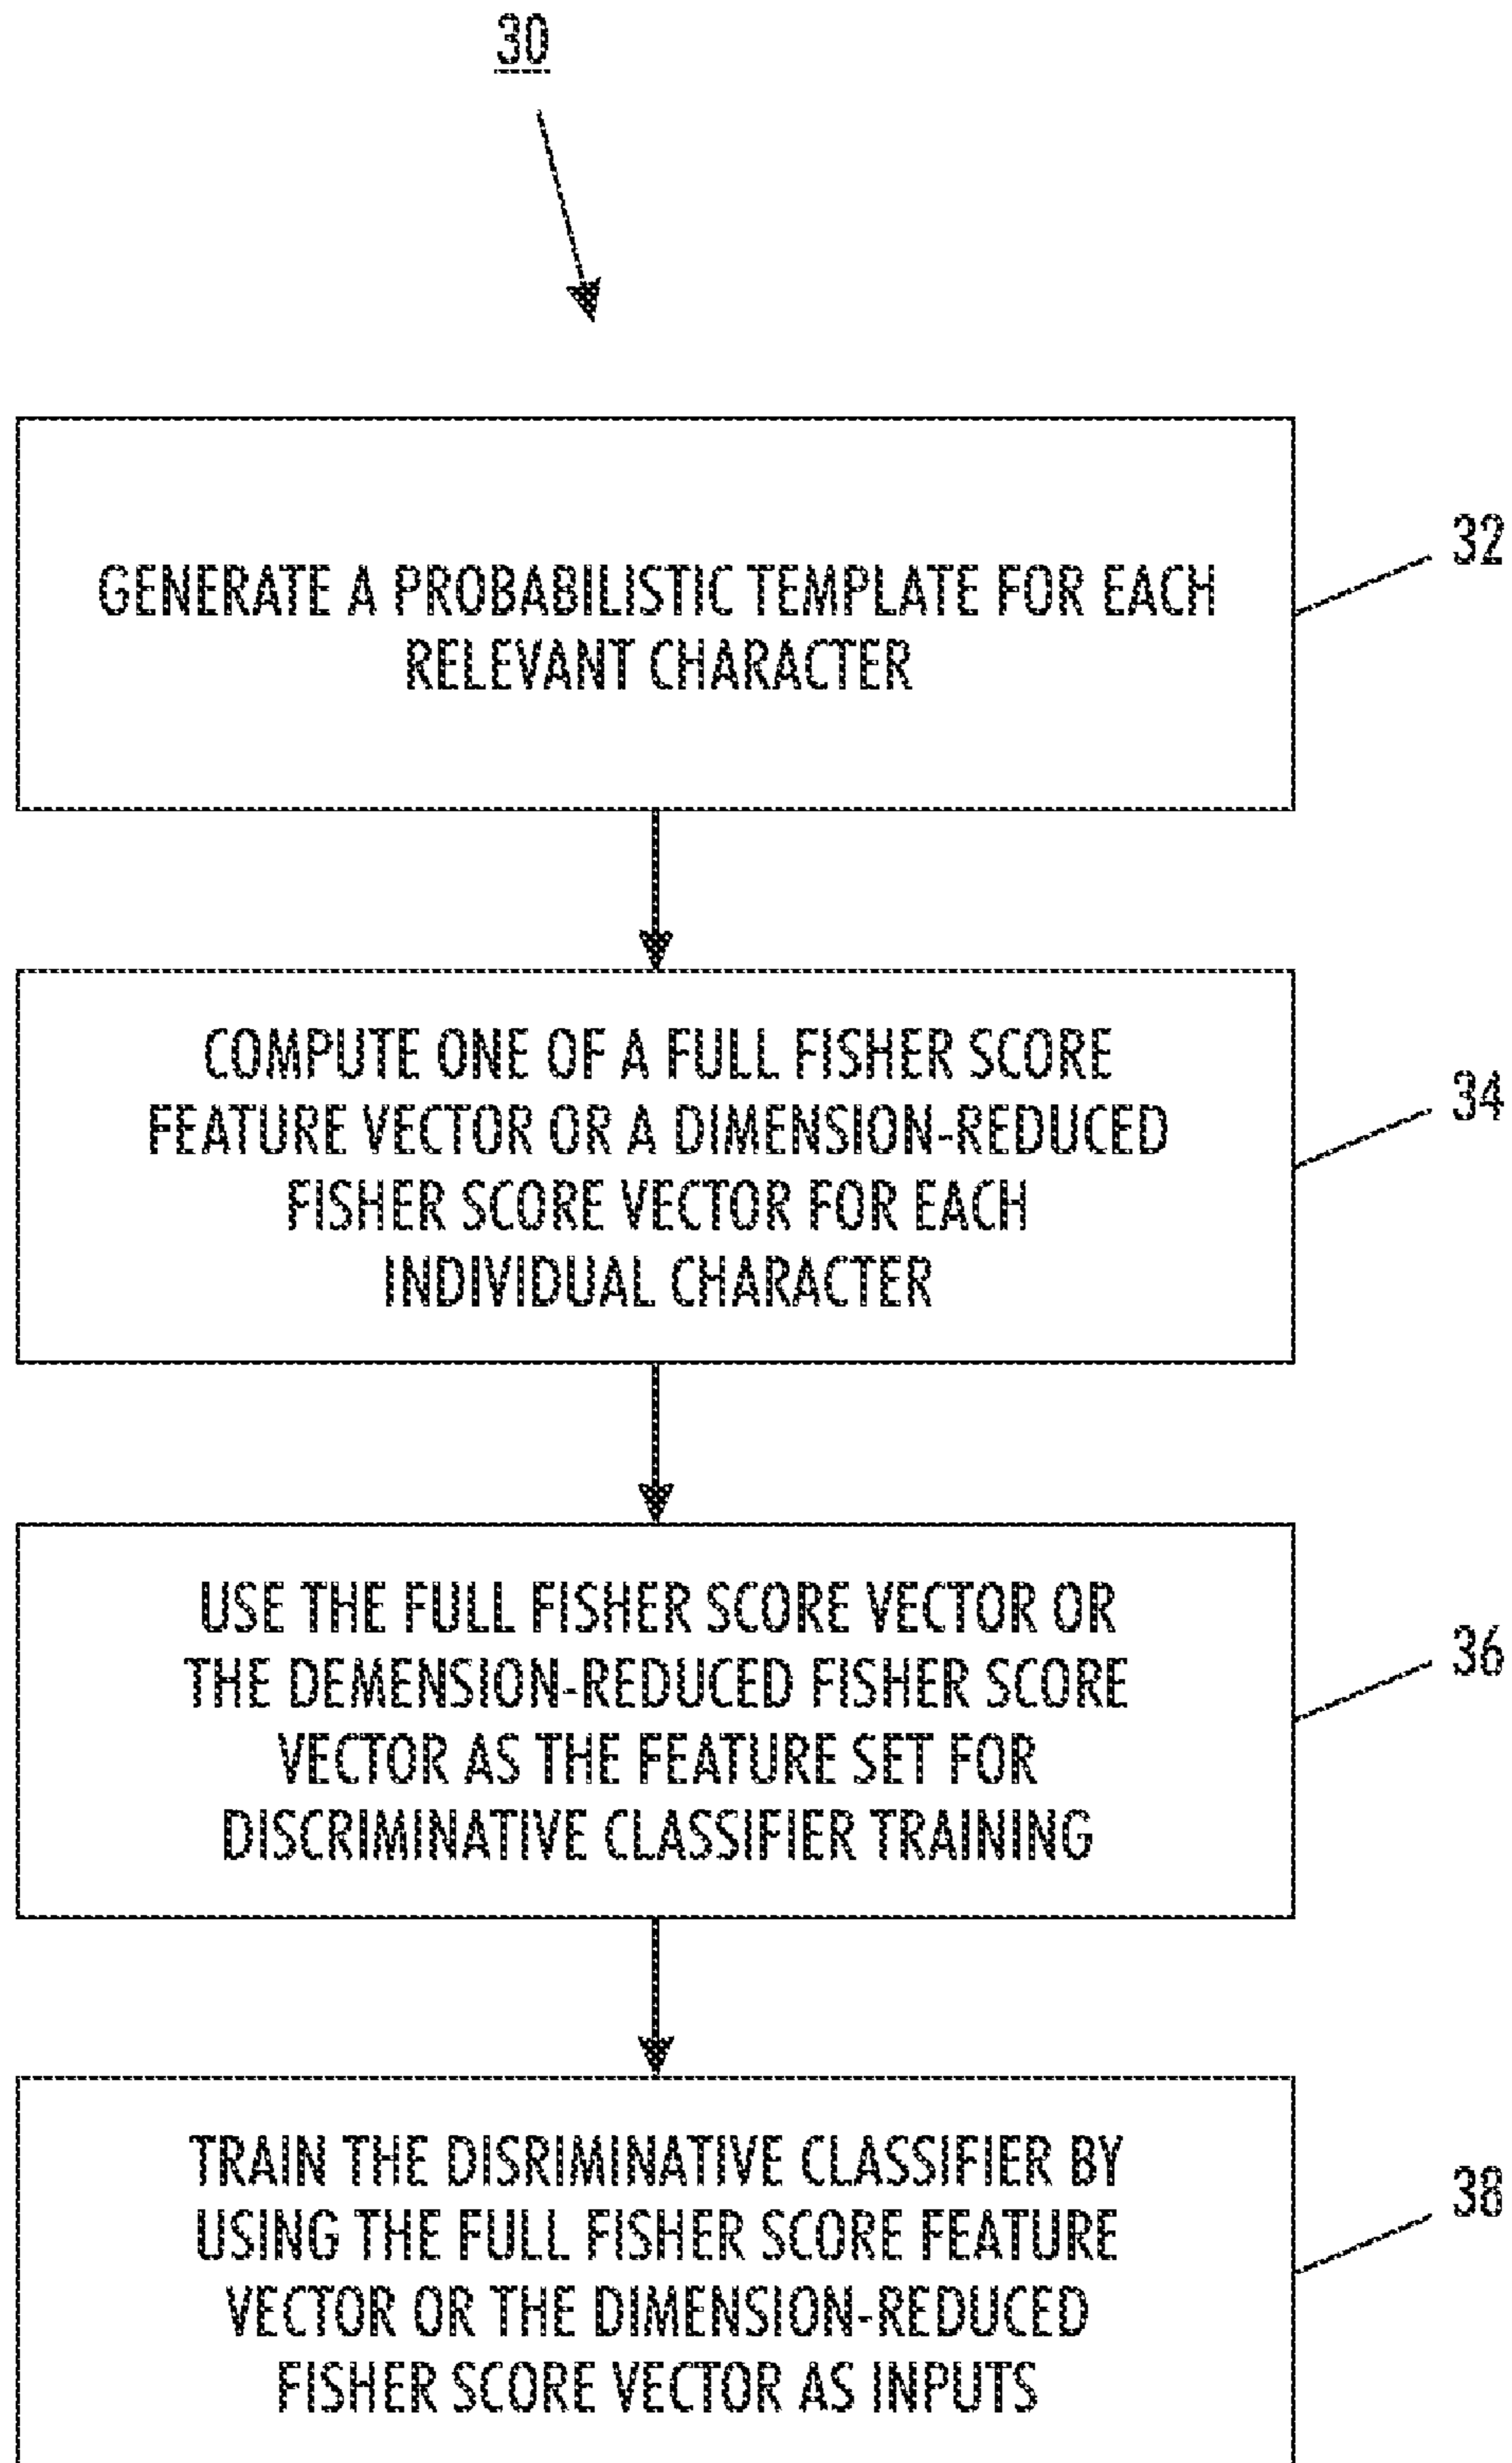 30
GENERATE A PROBABILISTIC TEMPLATE FOR EACH
RELEVANT CHARACTER
32
COMPUTE ONE OF A FULL FISHER SCORE
FEATURE VECTOR OR A DIMENSION-REDUCED
FISHER SCORE VECTOR FOR EACH
INDIVIDUAL CHARACTER
34
USE THE FULL FISHER SCORE VECTOR OR
THE DEMENSION-REDUCED FISHER SCORE
VECTOR AS THE FEATURE SET FOR
DISCRIMINATIVE CLASSIFIER TRAINING
36
TRAIN THE DISRIMINATIVE CLASSIFIER BY
USING THE FULL FISHER SCORE FEATURE
VECTOR OR THE DIMENSION-REDUCED
FISHER SCORE VECTOR AS INPUTS
38